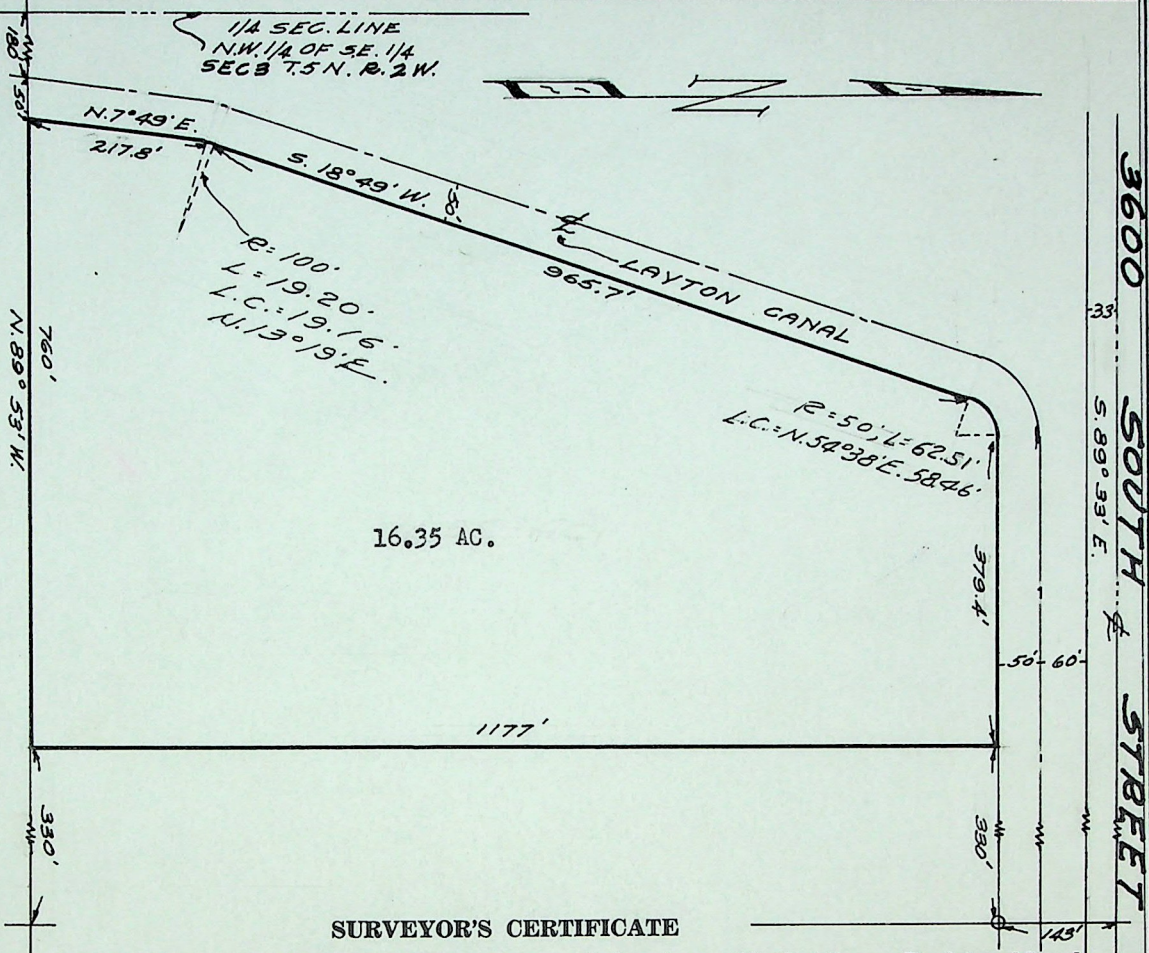 1/4 SEC. LINE
N.W. 1/4 OF S.E. 1/4
SEC 3 T. 5 N. R. 2 W.
180'
50'
N. 7° 49' E.
217.8'
S. 18° 49' W.
50'
N
℄
LAYTON CANAL
965.7'
R = 100'
L = 19.20'
L.C. = 19.16'
N. 13° 19' E.
R = 50', L = 62.51'
L.C. = N. 54° 38' E. 58.46'
760'
N. 89° 53' W.
16.35 AC.
379.4'
50' 60'
33'
S. 89° 33' E.
3600 SOUTH ℄ STREET
1177'
330'
330'
143'
SURVEYOR'S CERTIFICATE